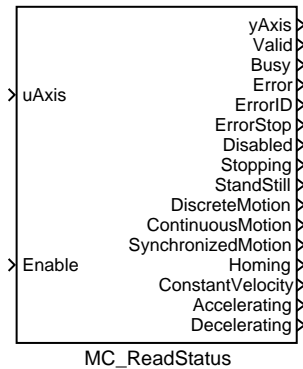 yAxis
Valid
Busy
Error
uAxis
ErrorID
ErrorStop
Disabled
Stopping
StandStill
DiscreteMotion
ContinuousMotion
SynchronizedMotion
Enable
Homing
ConstantVelocity
Accelerating
Decelerating
MC_ReadStatus